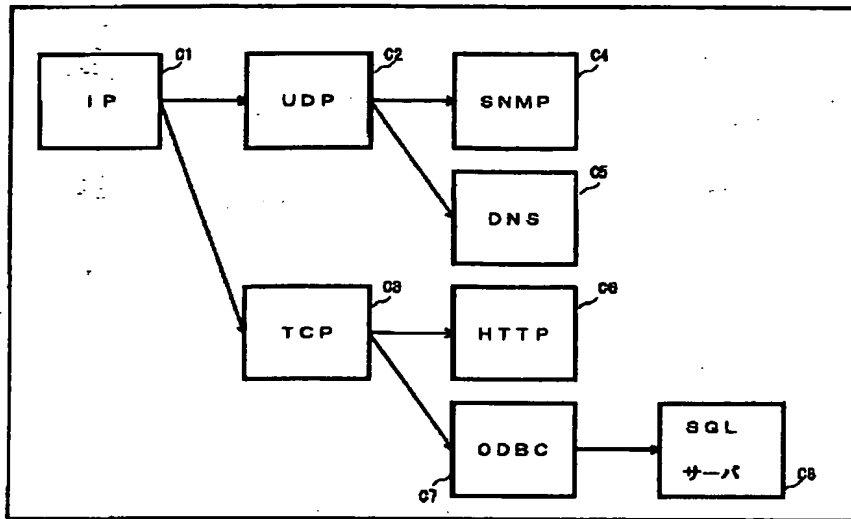 C1
IP
C2
UDP
C4
SNMP
C5
DNS
C3
TCP
C6
HTTP
ODBC
C7
SQL
サーバ
C8